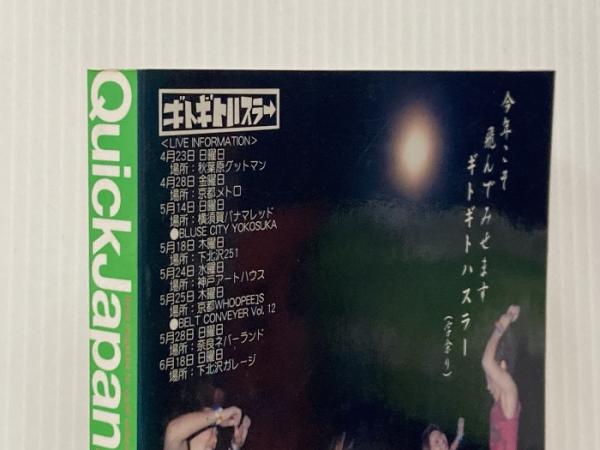 QuickJapan
ギトギトハスラー
<LIVE INFORMATION>
4月23日 日曜日
場所：秋葉原グットマン
4月28日 金曜日
場所：京都メトロ
5月14日 日曜日
場所：横須賀パナマレッド
●BLUSE CITY YOKOSUKA
5月18日 木曜日
場所：下北沢251
5月24日 水曜日
場所：神戸アートハウス
5月25日 木曜日
場所：京都WHOOPEE'S
●BELT CONVEYER Vol. 12
5月28日 日曜日
場所：奈良ネバーランド
6月18日 日曜日
場所：下北沢ガレージ
今年こそ
飛んでみせます
ギトギトハスラー
(字余り)